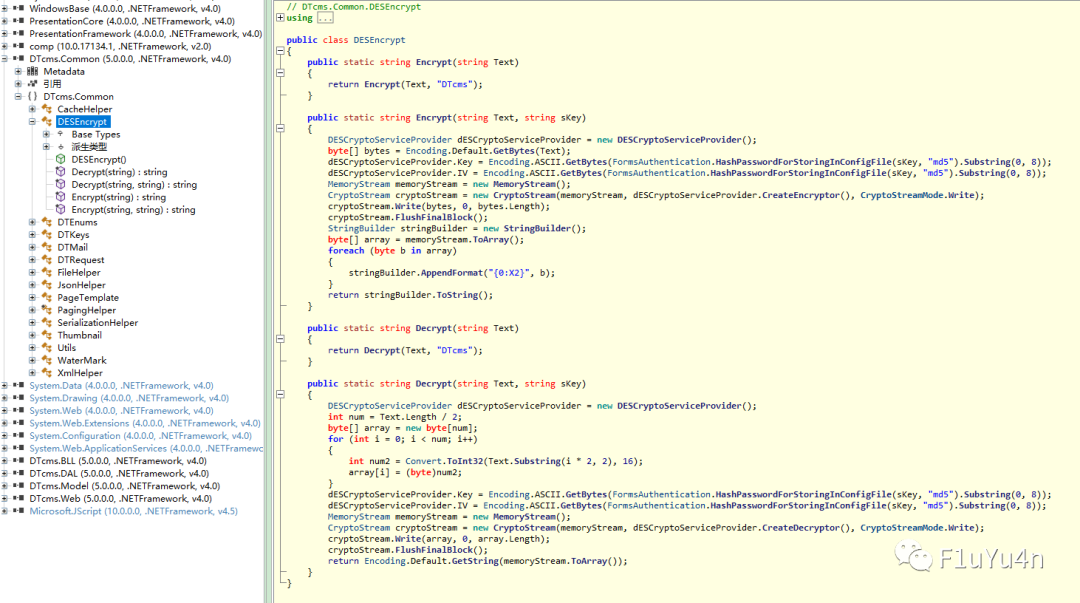 WindowsBase (4.0.0.0, .NETFramework, v4.0)
PresentationCore (4.0.0.0, .NETFramework, v4.0)
PresentationFramework (4.0.0.0, .NETFramework, v4.0)
comp (10.0.17134.1, .NETFramework, v2.0)
DTcms.Common (5.0.0.0, .NETFramework, v4.0)
Metadata
引用
{ } DTcms.Common
CacheHelper
DESEncrypt
Base Types
派生类型
DESEncrypt()
Decrypt(string) : string
Decrypt(string, string) : string
Encrypt(string) : string
Encrypt(string, string) : string
DTEnums
DTKeys
DTMail
DTRequest
FileHelper
JsonHelper
PageTemplate
PagingHelper
SerializationHelper
Thumbnail
Utils
WaterMark
XmlHelper
System.Data (4.0.0.0, .NETFramework, v4.0)
System.Drawing (4.0.0.0, .NETFramework, v4.0)
System.Web (4.0.0.0, .NETFramework, v4.0)
System.Web.Extensions (4.0.0.0, .NETFramework, v4.0)
System.Configuration (4.0.0.0, .NETFramework, v4.0)
System.Web.ApplicationServices (4.0.0.0, .NETFramewo
DTcms.BLL (5.0.0.0, .NETFramework, v4.0)
DTcms.DAL (5.0.0.0, .NETFramework, v4.0)
DTcms.Model (5.0.0.0, .NETFramework, v4.0)
DTcms.Web (5.0.0.0, .NETFramework, v4.0)
Microsoft.JScript (10.0.0.0, .NETFramework, v4.5)
// DTcms.Common.DESEncrypt
using ...
public class DESEncrypt
{
public static string Encrypt(string Text)
{
return Encrypt(Text, "DTcms");
}
public static string Encrypt(string Text, string sKey)
{
DESCryptoServiceProvider dESCryptoServiceProvider = new DESCryptoServiceProvider();
byte[] bytes = Encoding.Default.GetBytes(Text);
dESCryptoServiceProvider.Key = Encoding.ASCII.GetBytes(FormsAuthentication.HashPasswordForStoringInConfigFile(sKey, "md5").Substring(0, 8));
dESCryptoServiceProvider.IV = Encoding.ASCII.GetBytes(FormsAuthentication.HashPasswordForStoringInConfigFile(sKey, "md5").Substring(0, 8));
MemoryStream memoryStream = new MemoryStream();
CryptoStream cryptoStream = new CryptoStream(memoryStream, dESCryptoServiceProvider.CreateEncryptor(), CryptoStreamMode.Write);
cryptoStream.Write(bytes, 0, bytes.Length);
cryptoStream.FlushFinalBlock();
StringBuilder stringBuilder = new StringBuilder();
byte[] array = memoryStream.ToArray();
foreach (byte b in array)
{
stringBuilder.AppendFormat("{0:X2}", b);
}
return stringBuilder.ToString();
}
public static string Decrypt(string Text)
{
return Decrypt(Text, "DTcms");
}
public static string Decrypt(string Text, string sKey)
{
DESCryptoServiceProvider dESCryptoServiceProvider = new DESCryptoServiceProvider();
int num = Text.Length / 2;
byte[] array = new byte[num];
for (int i = 0; i < num; i++)
{
int num2 = Convert.ToInt32(Text.Substring(i * 2, 2), 16);
array[i] = (byte)num2;
}
dESCryptoServiceProvider.Key = Encoding.ASCII.GetBytes(FormsAuthentication.HashPasswordForStoringInConfigFile(sKey, "md5").Substring(0, 8));
dESCryptoServiceProvider.IV = Encoding.ASCII.GetBytes(FormsAuthentication.HashPasswordForStoringInConfigFile(sKey, "md5").Substring(0, 8));
MemoryStream memoryStream = new MemoryStream();
CryptoStream cryptoStream = new CryptoStream(memoryStream, dESCryptoServiceProvider.CreateDecryptor(), CryptoStreamMode.Write);
cryptoStream.Write(array, 0, array.Length);
cryptoStream.FlushFinalBlock();
return Encoding.Default.GetString(memoryStream.ToArray());
}
}
F1uYu4n